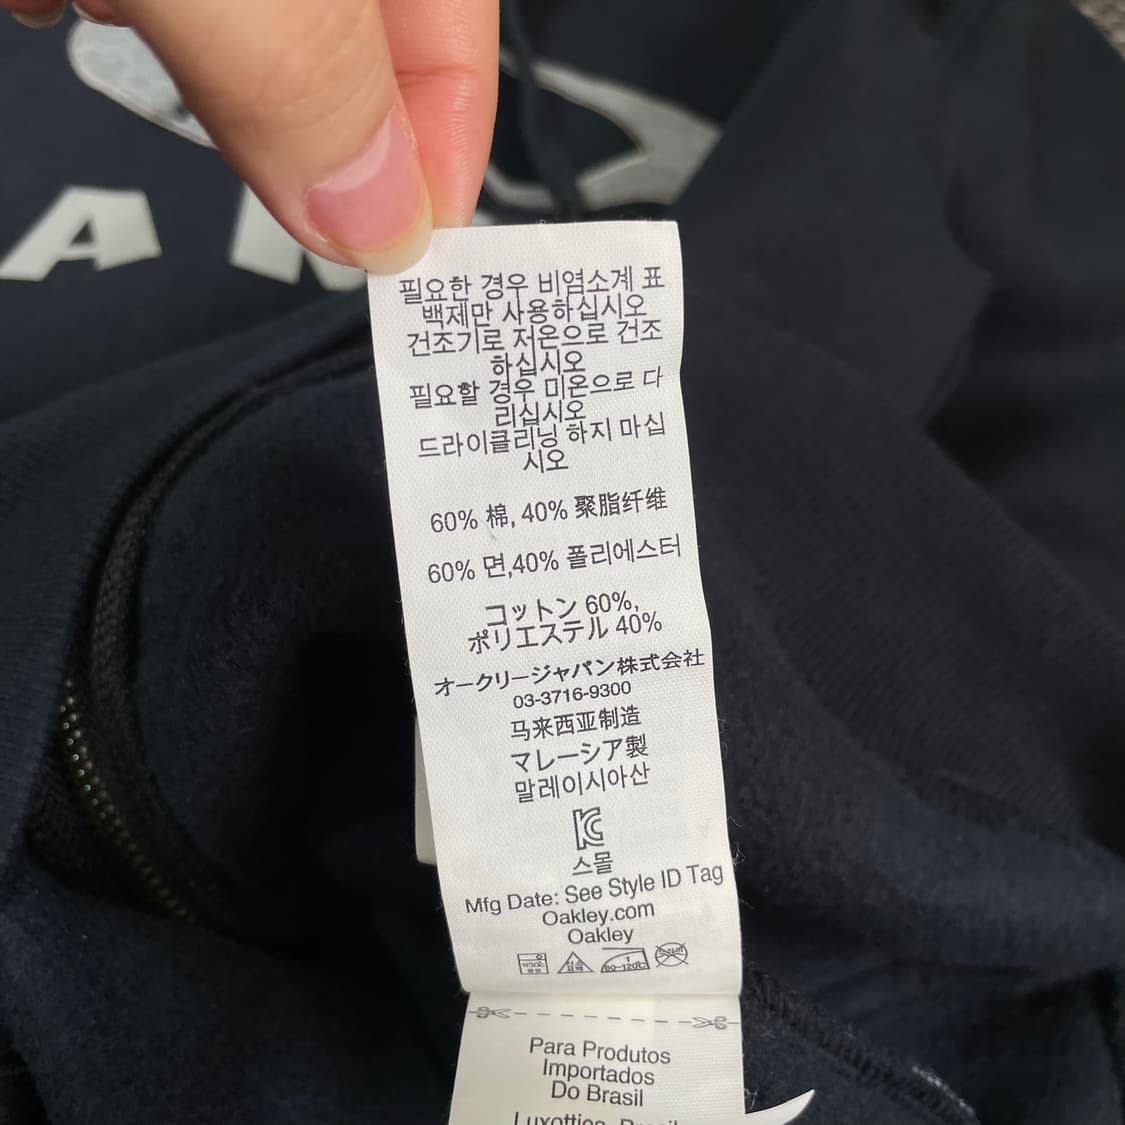 필요한 경우 비염소계 표
백제만 사용하십시오
건조기로 저온으로 건조
하십시오
필요할 경우 미온으로 다
리십시오
드라이클리닝 하지 마십
시오
60% 棉, 40% 聚脂纤维
60% 면,40% 폴리에스터
コットン 60%,
ポリエステル 40%
オークリージャパン株式会社
03-3716-9300
马来西亚制造
マレーシア製
말레이시아산
스몰
Mfg Date: See Style ID Tag
Oakley.com
Oakley
80~120℃
Para Produtos
Importados
Do Brasil